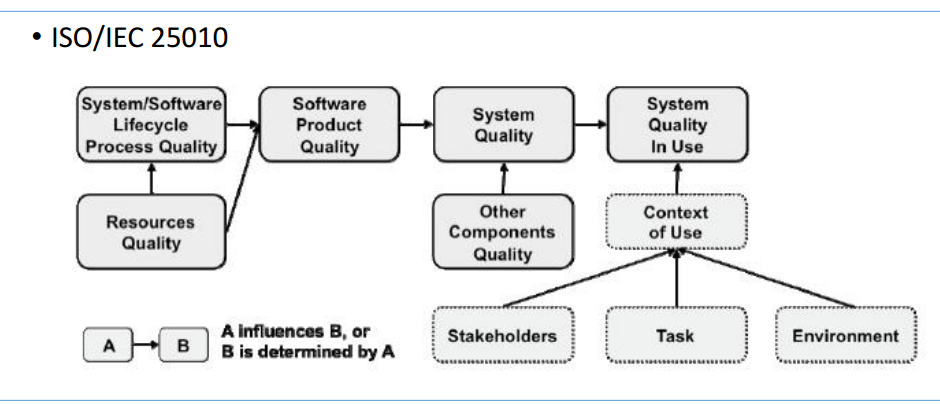 • ISO/IEC 25010
System/Software
Lifecycle
Process Quality
Software
Product
Quality
System
Quality
System
Quality
In Use
Resources
Quality
Other
Components
Quality
Context
of Use
Stakeholders
Task
Environment
A
B
A influences B, or
B is determined by A